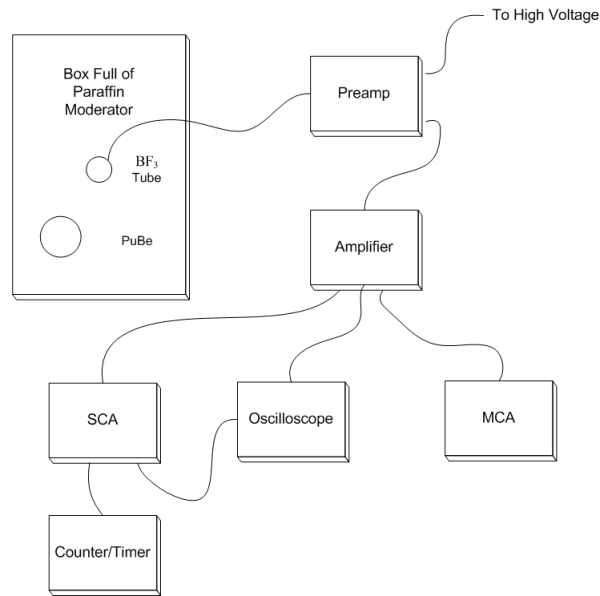 To High Voltage
Box Full of
Paraffin
Moderator
Preamp
BF₃
Tube
PuBe
Amplifier
SCA
Oscilloscope
MCA
Counter/Timer